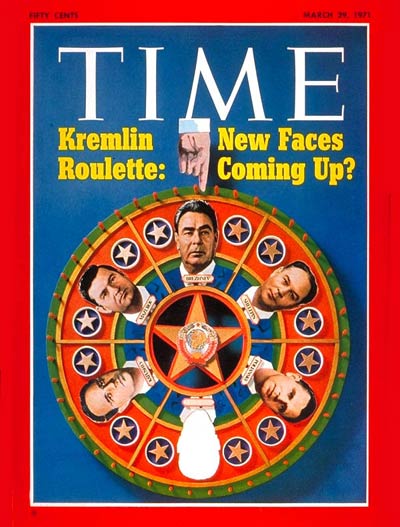 FIFTY CENTS
MARCH 29, 1971
TIME
Kremlin
Roulette:
New Faces
Coming Up?
BREZHNEV